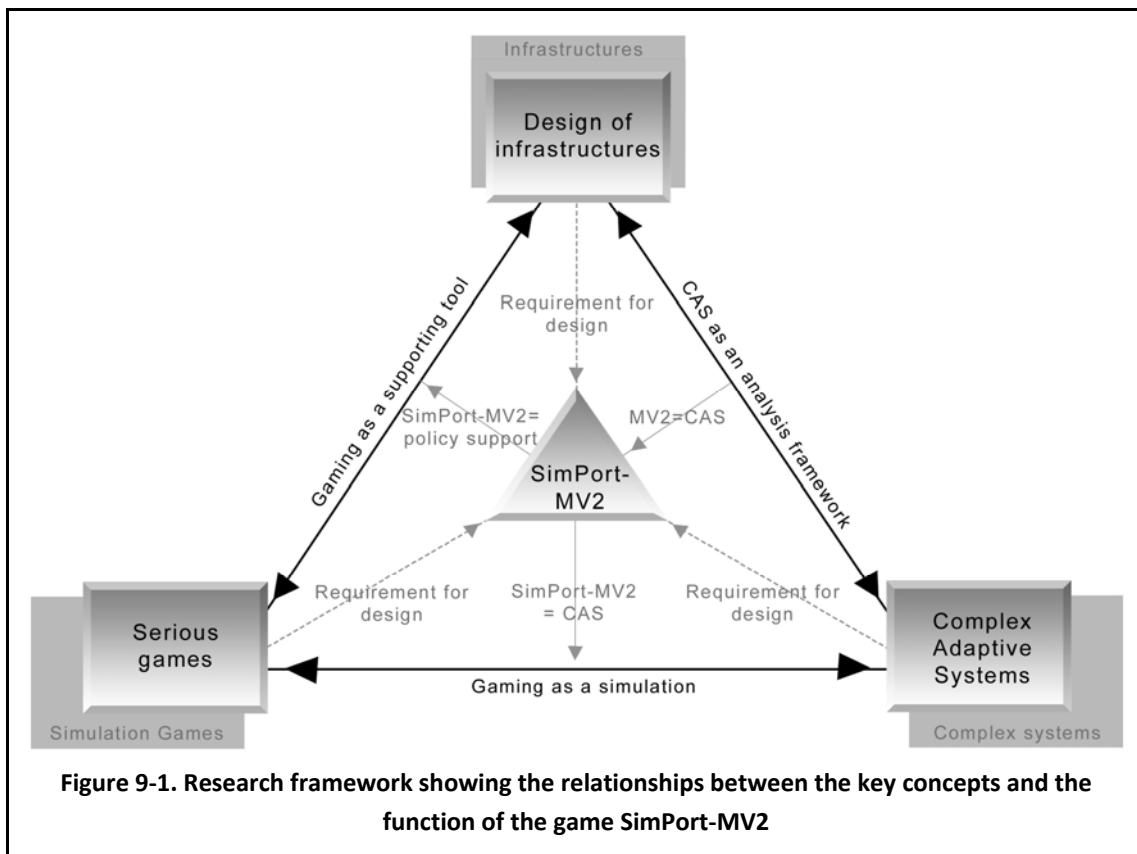 Infrastructures
Design of
infrastructures
Requirement for
design
Gaming as a supporting tool
CAS as an analysis framework
SimPort-MV2=
policy support
MV2=CAS
SimPort-
MV2
Requirement for
design
SimPort-MV2
= CAS
Requirement for
design
Serious
games
Simulation Games
Gaming as a simulation
Complex
Adaptive
Systems
Complex systems
Figure 9-1. Research framework showing the relationships between the key concepts and the
function of the game SimPort-MV2